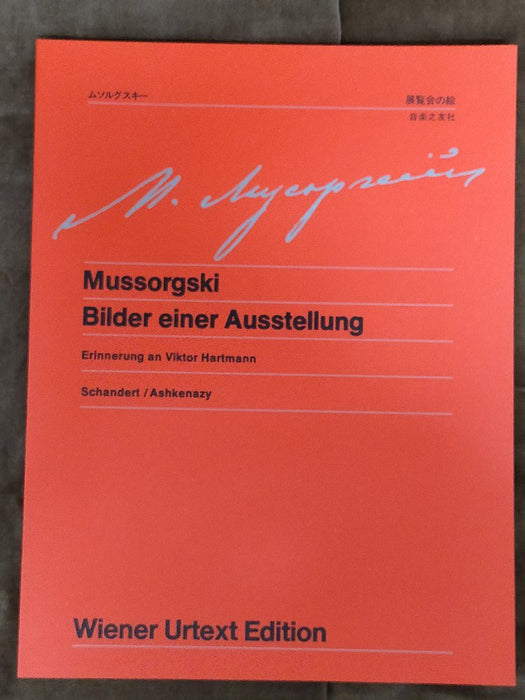 ムソルグスキー
展覧会の絵
音楽之友社
М. Мусоргскій
Mussorgski
Bilder einer Ausstellung
Erinnerung an Viktor Hartmann
Schandert / Ashkenazy
Wiener Urtext Edition